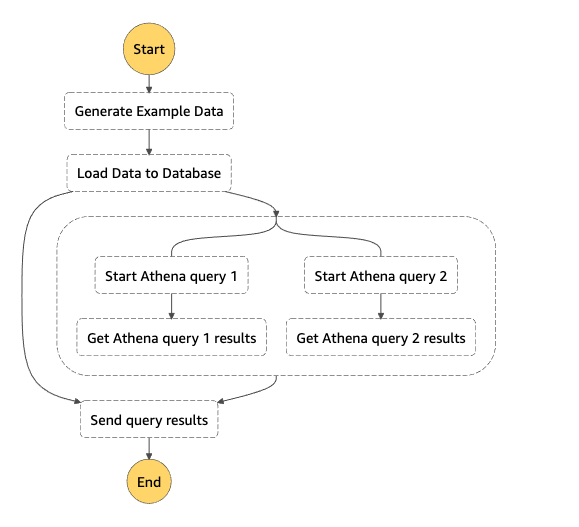 Start
Generate Example Data
Load Data to Database
Start Athena query 1
Start Athena query 2
Get Athena query 1 results
Get Athena query 2 results
Send query results
End